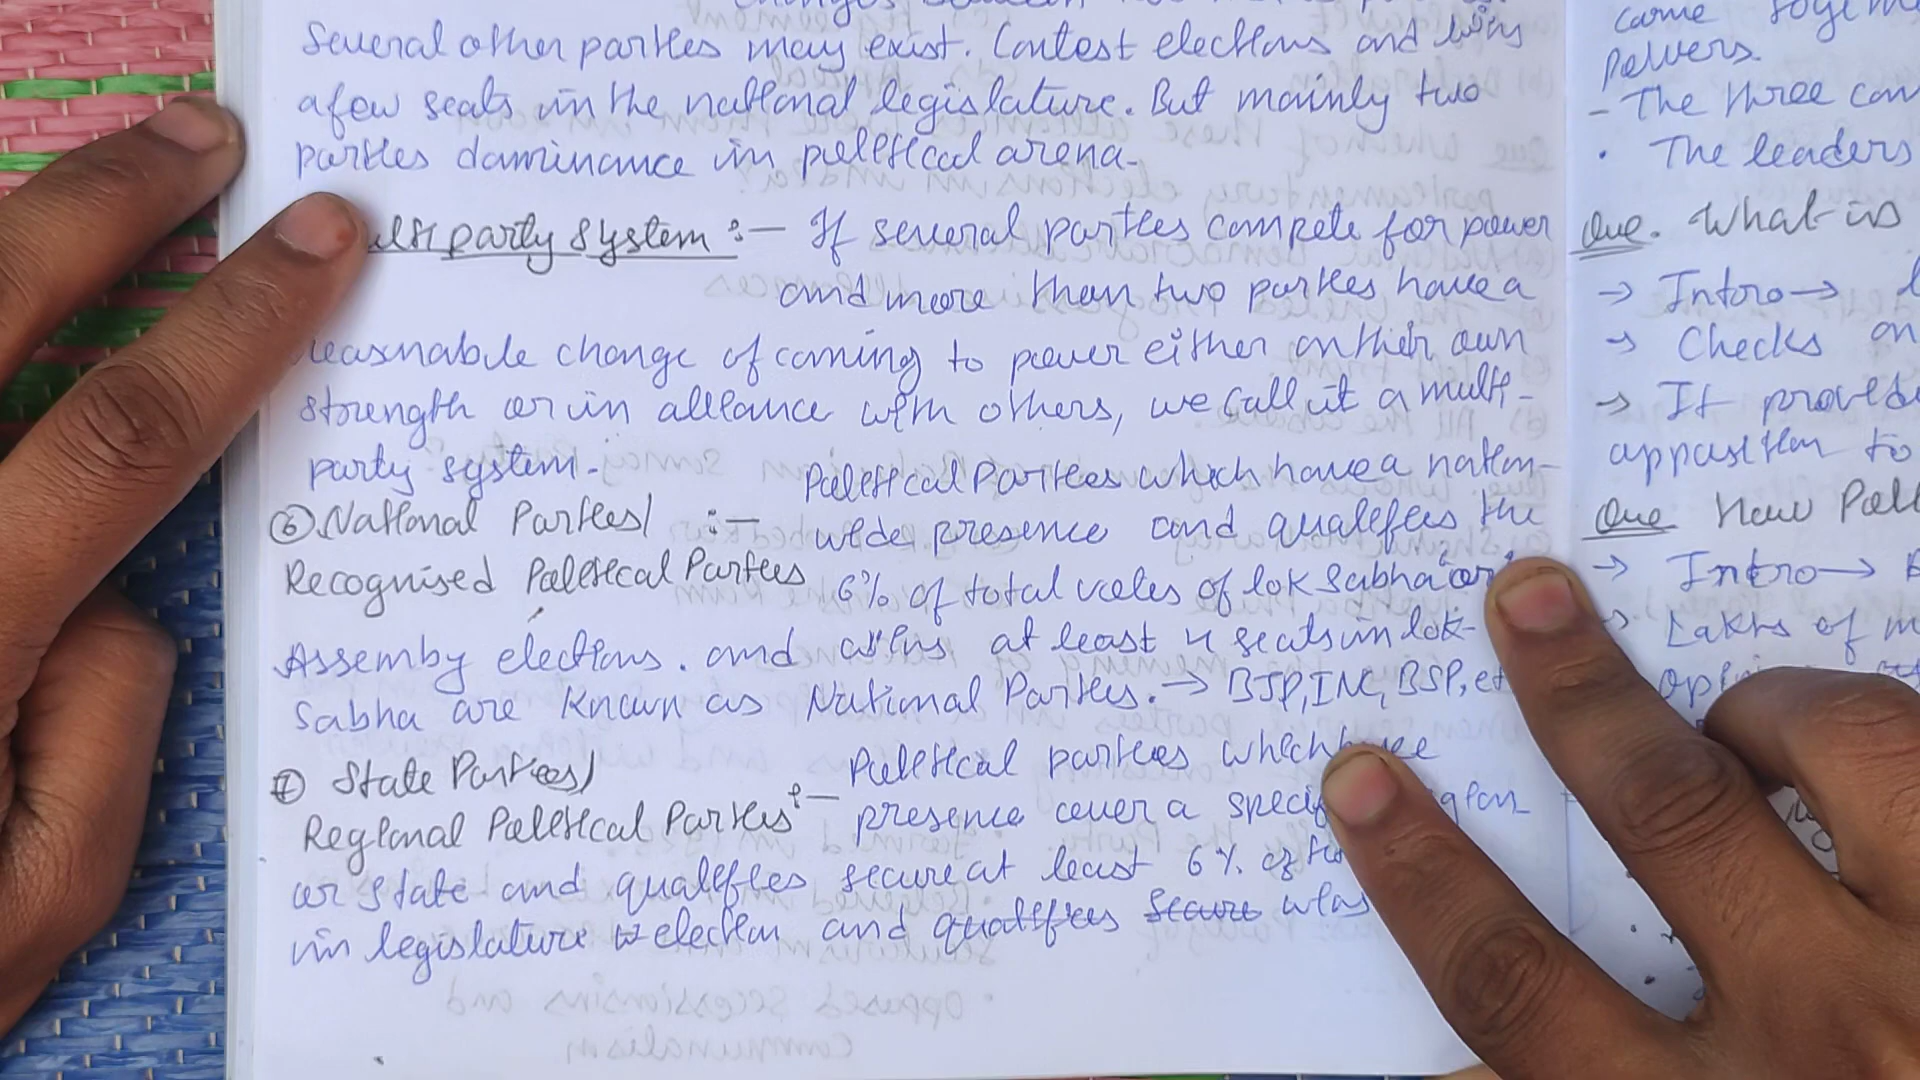 Several other parties may exist. Contest elections and wins
a few seats in the national legislature. But mainly two
parties daminance in political arena.
party System :- If several parties compete for power
and more than two parties have a
reasnable change of coming to power either on their own
strength or in alliance with others, we call it a multi-
party system.
Political Parties which have a nation-
⑥ National Parties/ :- wide presence and qualifies the
Recognised Political Parties 6% of total votes of lok sabha "or"
Assemby elections. and wins at least 4 seats in lok-
Sabha are known as National Parties. → BJP, INC, BSP, et
⑦ State Parties/ Political parties which
Regional Political Parties :- presence over a
or state and qualifies secure at least 6% of
in legislature election and qualifies secure wins
came
powers.
- The three
• The leaders
Que. What is
→ Intro →
→ Checks on
→ It
opposition to
Que How
→ Intro →
Lakhs of